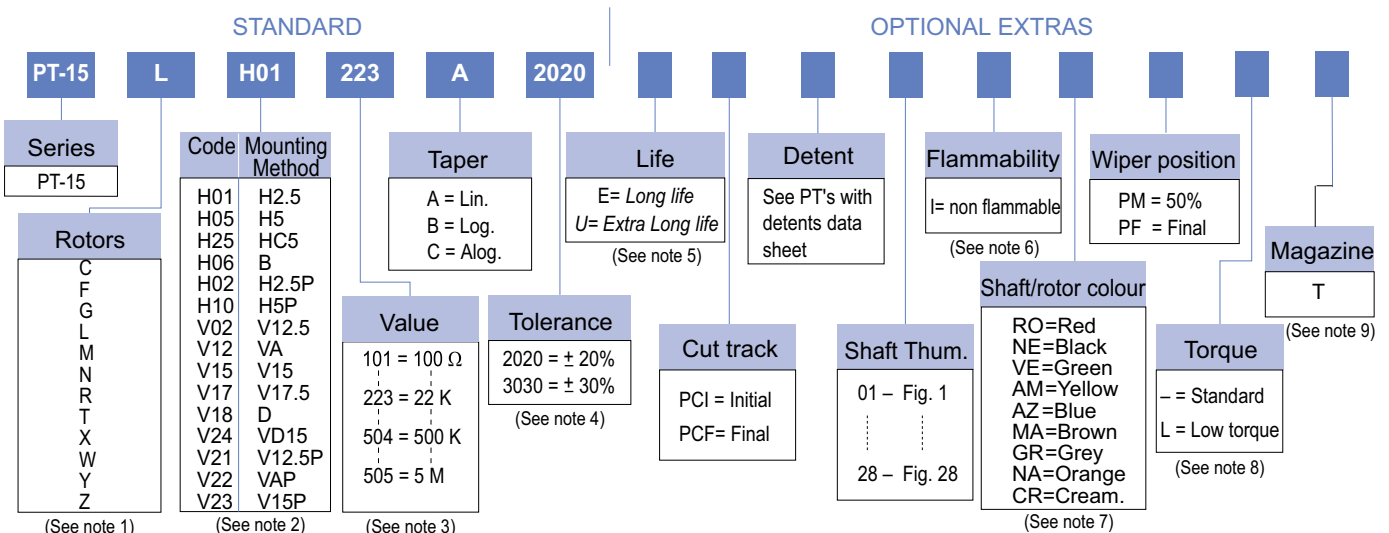 STANDARD
OPTIONAL EXTRAS
PT-15 L H01 223 A 2020
Series
PT-15
Rotors
C
F
G
L
M
N
R
T
X
W
Y
Z
(See note 1)
Code Mounting Method
H01 H2.5
H05 H5
H25 HC5
H06 B
H02 H2.5P
H10 H5P
V02 V12.5
V12 VA
V15 V15
V17 V17.5
V18 D
V24 VD15
V21 V12.5P
V22 VAP
V23 V15P
(See note 2)
Taper
A = Lin.
B = Log.
C = Alog.
Value
101 = 100 Ω
223 = 22 K
504 = 500 K
505 = 5 M
(See note 3)
Tolerance
2020 = ± 20%
3030 = ± 30%
(See note 4)
Life
E= Long life
U= Extra Long life
(See note 5)
Cut track
PCI = Initial
PCF= Final
Detent
See PT's with
detents data
sheet
Shaft Thum.
01 – Fig. 1
28 – Fig. 28
Flammability
I= non flammable
(See note 6)
Shaft/rotor colour
RO=Red
NE=Black
VE=Green
AM=Yellow
AZ=Blue
MA=Brown
GR=Grey
NA=Orange
CR=Cream.
(See note 7)
Wiper position
PM = 50%
PF = Final
Torque
– = Standard
L = Low torque
(See note 8)
Magazine
T
(See note 9)